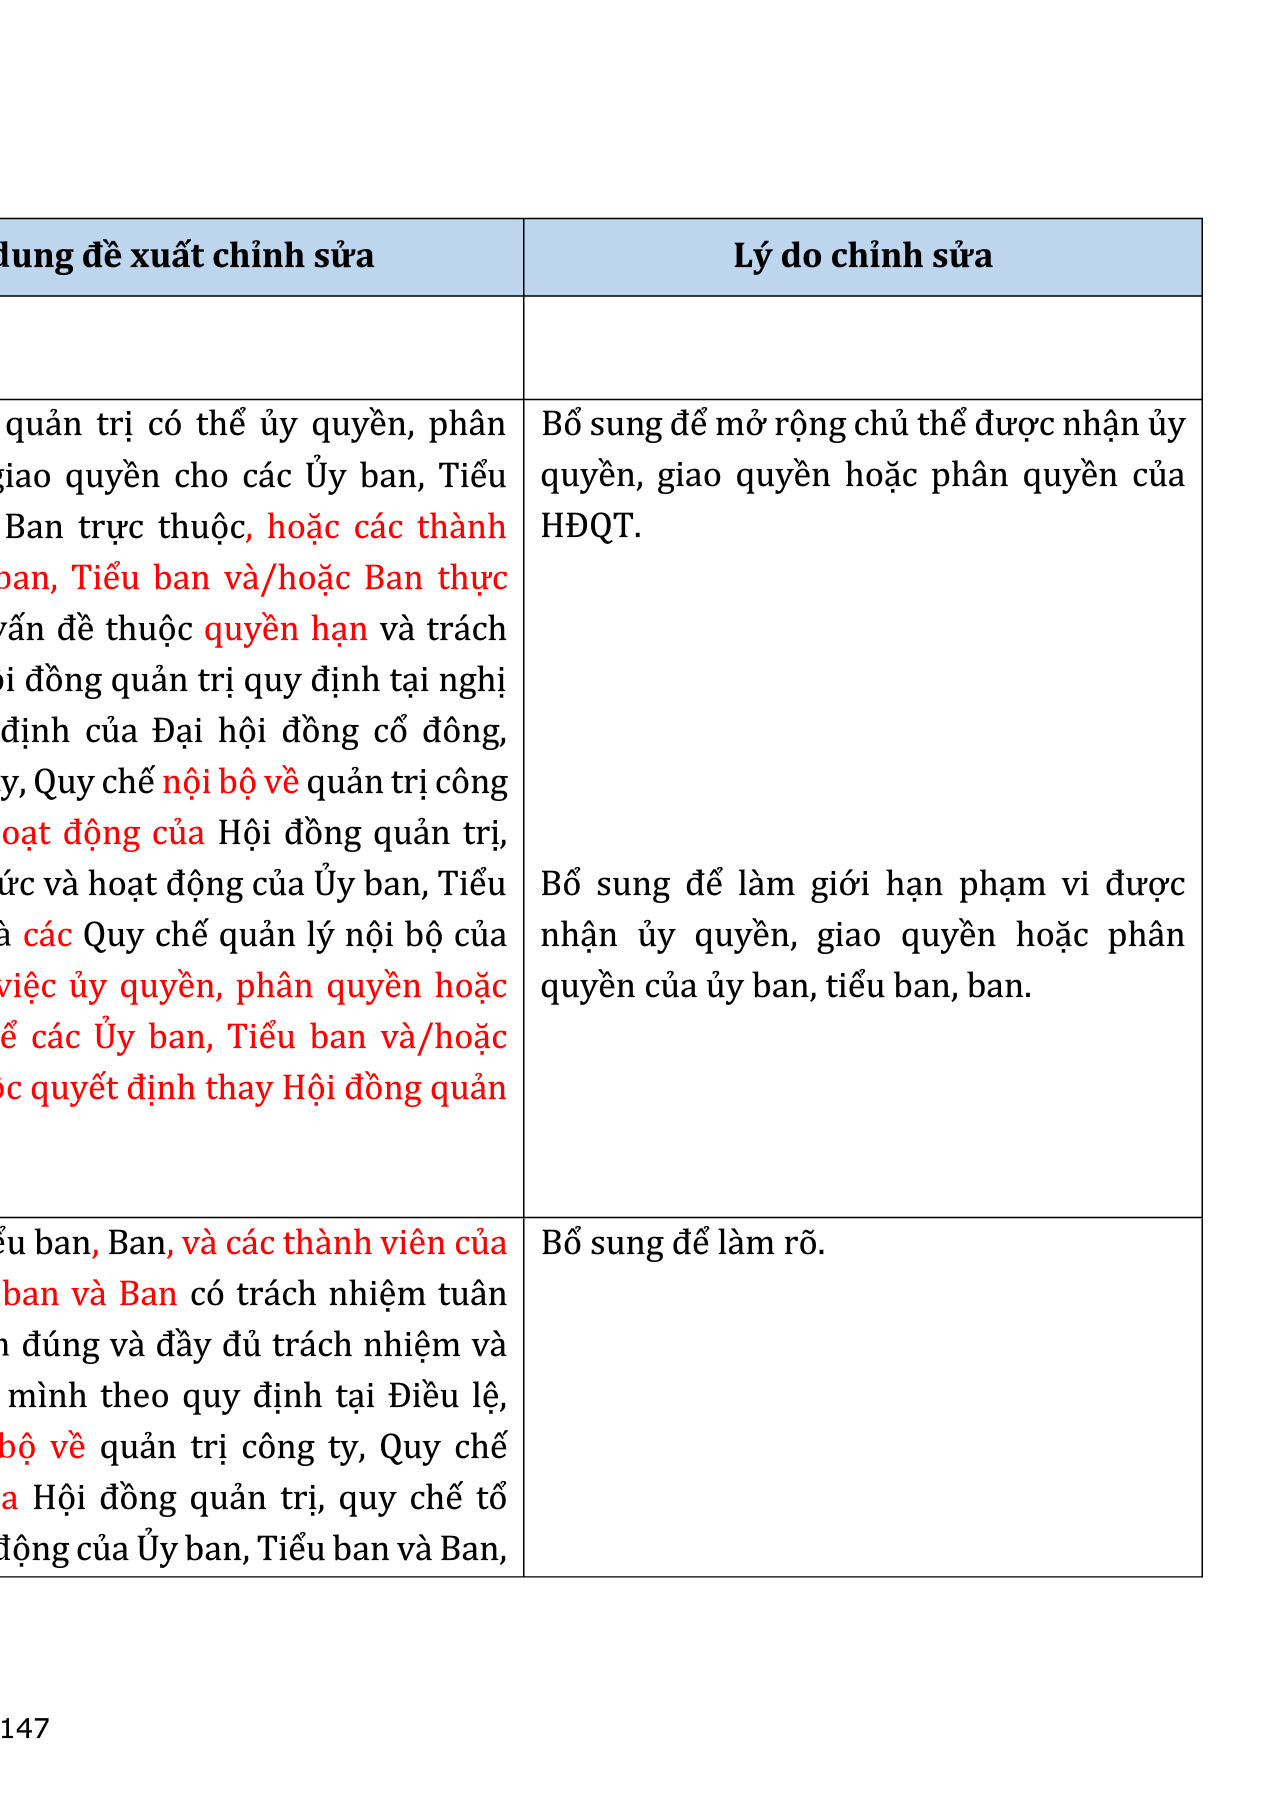 dung đề xuất chỉnh sửa
Lý do chỉnh sửa
quản trị có thể ủy quyền, phân
giao quyền cho các Ủy ban, Tiểu
Ban trực thuộc, hoặc các thành
ban, Tiểu ban và/hoặc Ban thực
vấn đề thuộc quyền hạn và trách
đồng quản trị quy định tại nghị
định của Đại hội đồng cổ đông,
Quy chế nội bộ về quản trị công
động của Hội đồng quản trị,
và hoạt động của Ủy ban, Tiểu
các Quy chế quản lý nội bộ của
việc ủy quyền, phân quyền hoặc
các Ủy ban, Tiểu ban và/hoặc
quyết định thay Hội đồng quản
Bổ sung để mở rộng chủ thể được nhận ủy
quyền, giao quyền hoặc phân quyền của
HĐQT.
Bổ sung để làm giới hạn phạm vi được
nhận ủy quyền, giao quyền hoặc phân
quyền của ủy ban, tiểu ban, ban.
ban, Ban, và các thành viên của
ban và Ban có trách nhiệm tuân
đúng và đầy đủ trách nhiệm và
mình theo quy định tại Điều lệ,
bộ về quản trị công ty, Quy chế
Hội đồng quản trị, quy chế tổ
động của Ủy ban, Tiểu ban và Ban,
Bổ sung để làm rõ.
147